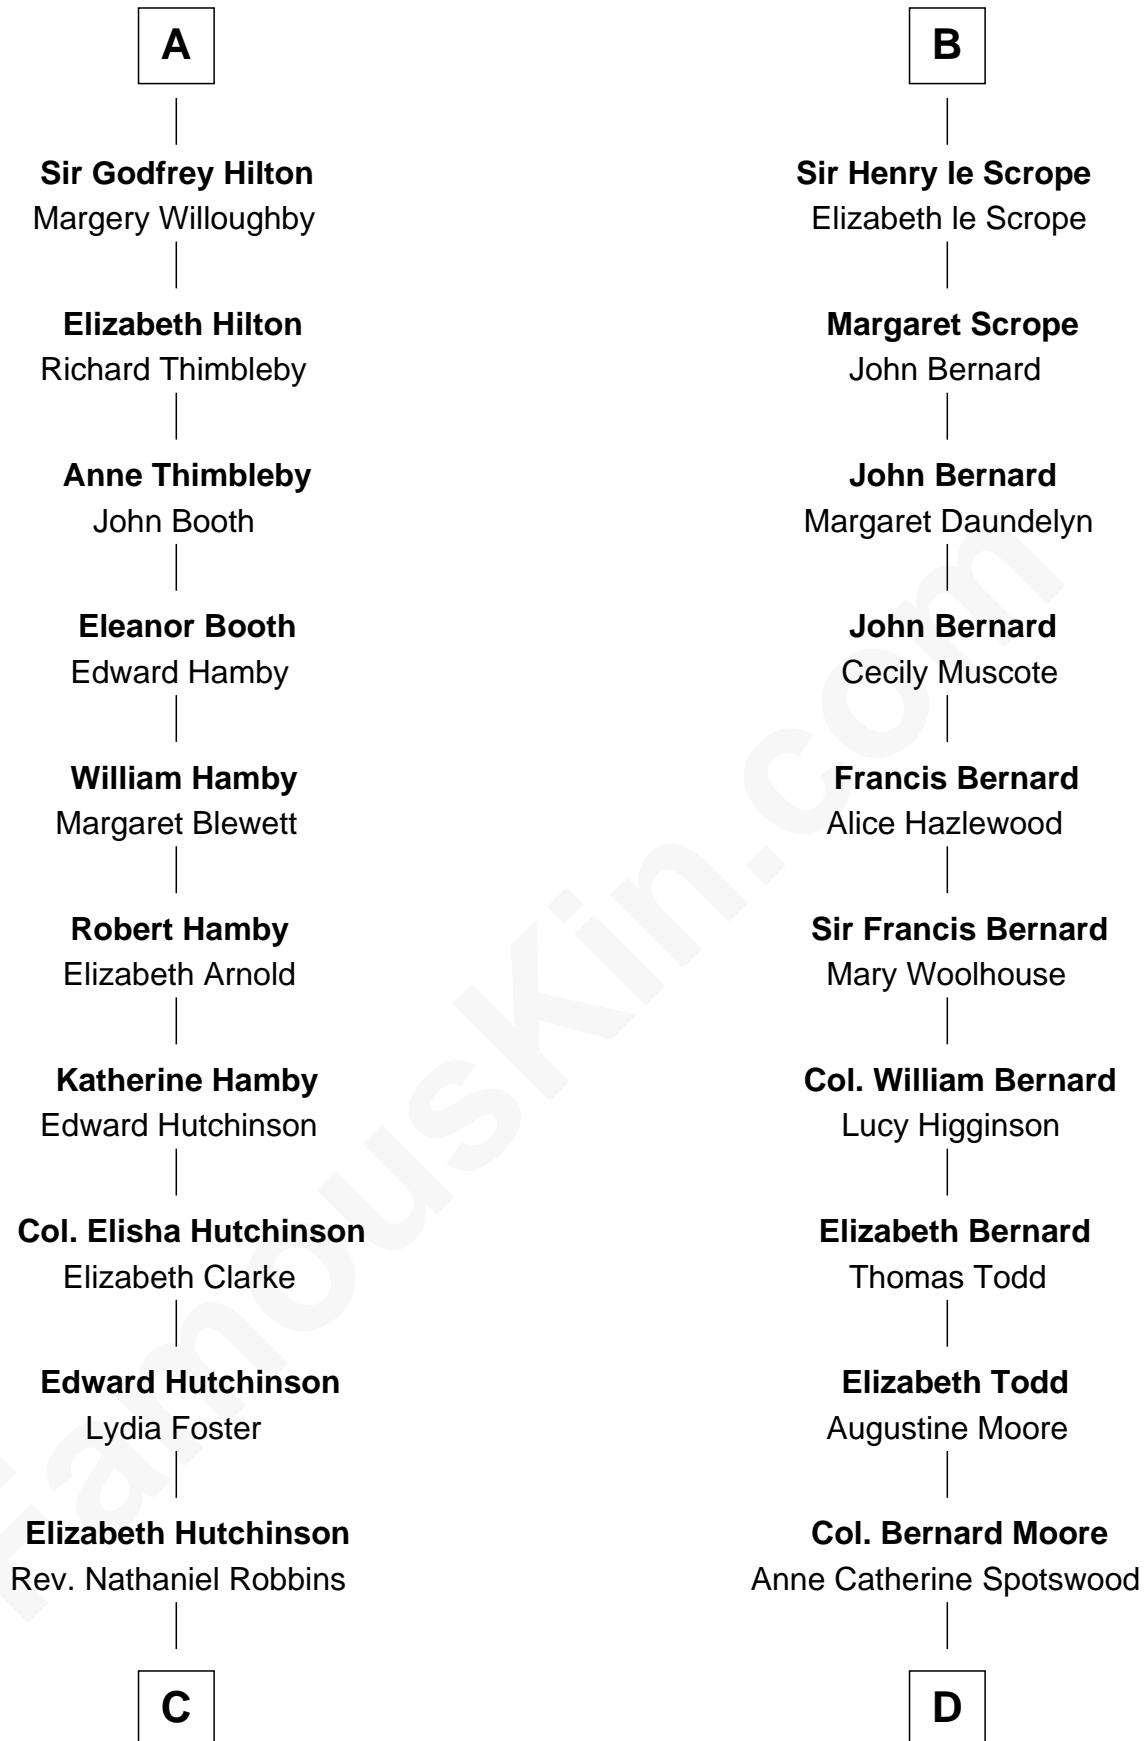 A
Sir Godfrey Hilton
Margery Willoughby
Elizabeth Hilton
Richard Thimbleby
Anne Thimbleby
John Booth
Eleanor Booth
Edward Hamby
William Hamby
Margaret Blewett
Robert Hamby
Elizabeth Arnold
Katherine Hamby
Edward Hutchinson
Col. Elisha Hutchinson
Elizabeth Clarke
Edward Hutchinson
Lydia Foster
Elizabeth Hutchinson
Rev. Nathaniel Robbins
C
B
Sir Henry le Scrope
Elizabeth le Scrope
Margaret Scrope
John Bernard
John Bernard
Margaret Daundelyn
John Bernard
Cecily Muscote
Francis Bernard
Alice Hazlewood
Sir Francis Bernard
Mary Woolhouse
Col. William Bernard
Lucy Higginson
Elizabeth Bernard
Thomas Todd
Elizabeth Todd
Augustine Moore
Col. Bernard Moore
Anne Catherine Spotswood
D
FamousKin.com